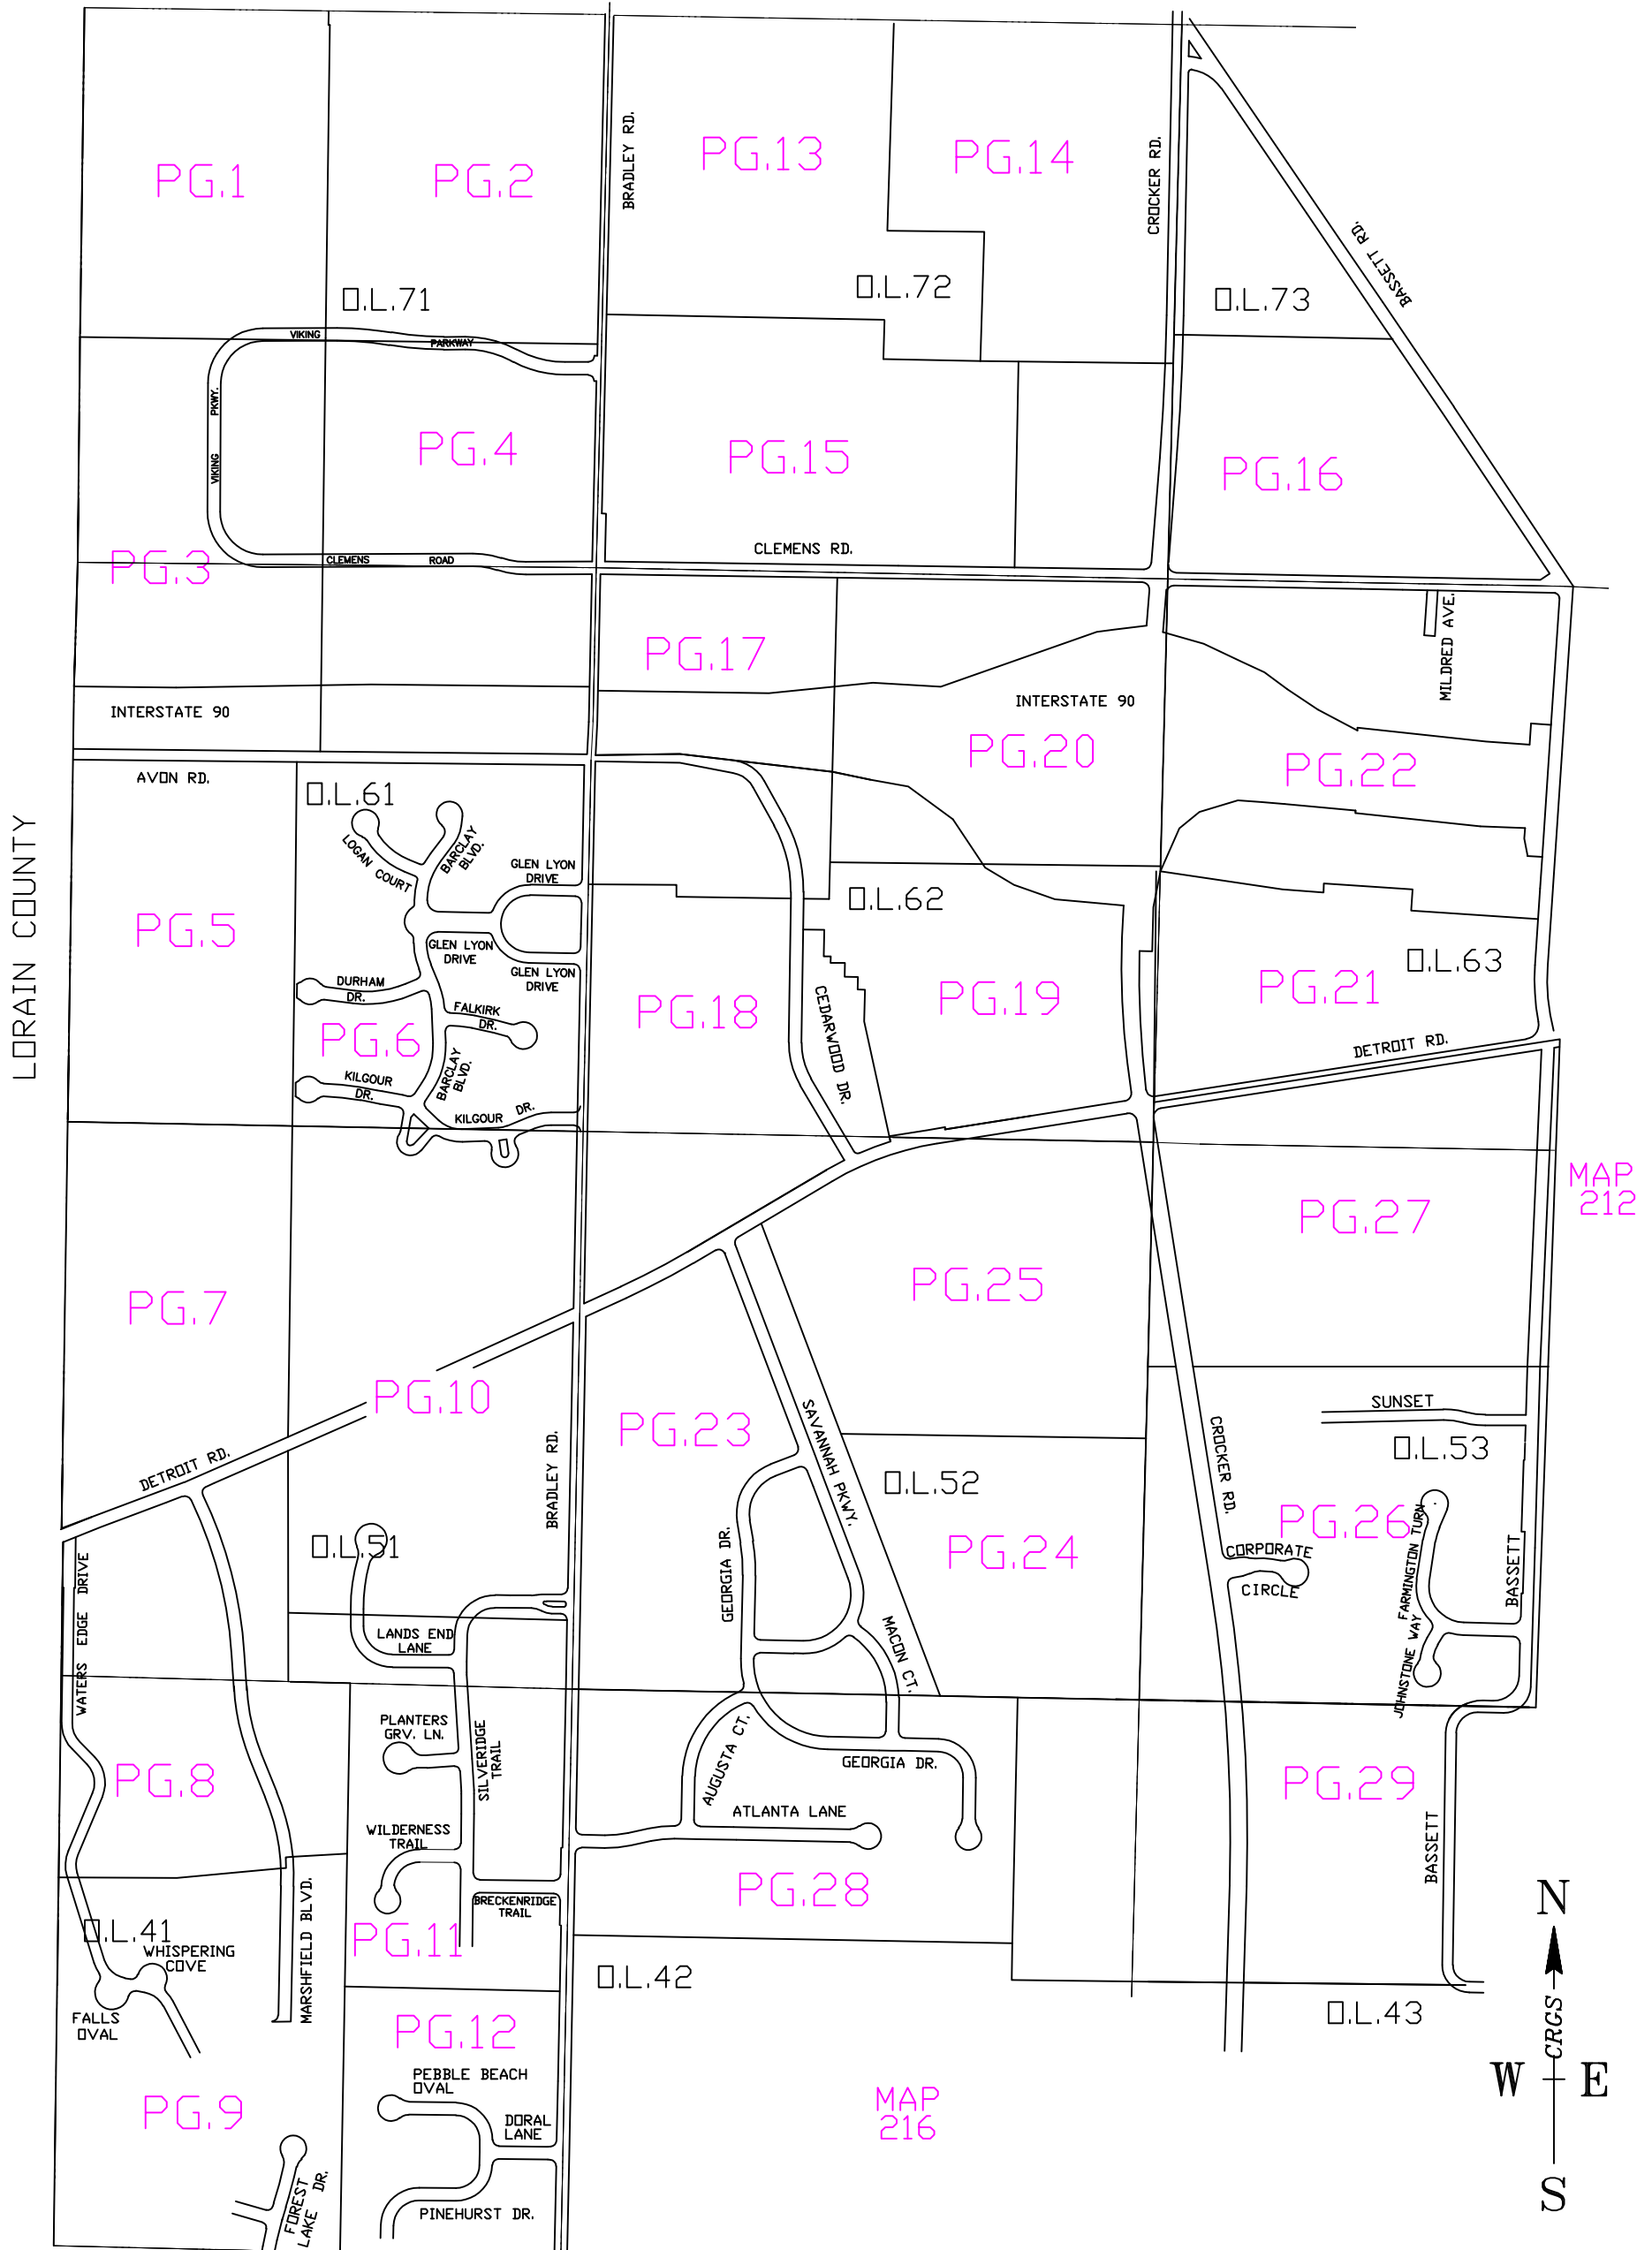 BRADLEY RD.
CROCKER RD.
BASSETT RD.
PG.1
PG.2
PG.13
PG.14
O.L.71
O.L.72
O.L.73
VIKING
PARKWAY
VIKING
PKWY.
PG.4
PG.15
PG.16
CLEMENS RD.
PG.3
CLEMENS
ROAD
PG.17
MILDRED AVE.
INTERSTATE 90
INTERSTATE 90
PG.20
PG.22
AVON RD.
LORAIN COUNTY
O.L.61
LOGAN COURT
BARCLAY
BLVD.
GLEN LYON
DRIVE
O.L.62
PG.5
GLEN LYON
DRIVE
GLEN LYON
DRIVE
O.L.63
DURHAM
DR.
FALKIRK
DR.
PG.18
CEDARWOOD DR.
PG.19
PG.21
PG.6
DETROIT RD.
KILGOUR
DR.
BARCLAY
BLVD.
KILGOUR
DR.
MAP
212
PG.27
PG.25
PG.7
PG.10
SUNSET
PG.23
SAVANNAH PKWY.
CROCKER RD.
O.L.53
DETROIT RD.
BRADLEY RD.
O.L.52
PG.26
O.L.51
PG.24
CORPORATE
CIRCLE
FARMINGTON TURN
BASSETT
WATERS EDGE DRIVE
GEORGIA DR.
LANDS END
LANE
MACON CT.
JOHNSTONE WAY
PLANTERS
GRV. LN.
SILVERIDGE
TRAIL
AUGUSTA CT.
GEORGIA DR.
PG.8
PG.29
ATLANTA LANE
WILDERNESS
TRAIL
BASSETT
PG.28
BRECKENRIDGE
TRAIL
MARSHFIELD BLVD.
O.L.41
PG.11
WHISPERING
COVE
O.L.42
O.L.43
FALLS
OVAL
PG.12
PEBBLE BEACH
OVAL
PG.9
DORAL
LANE
MAP
216
FOREST
LAKE DR.
PINEHURST DR.
N
CRGS
W
E
S